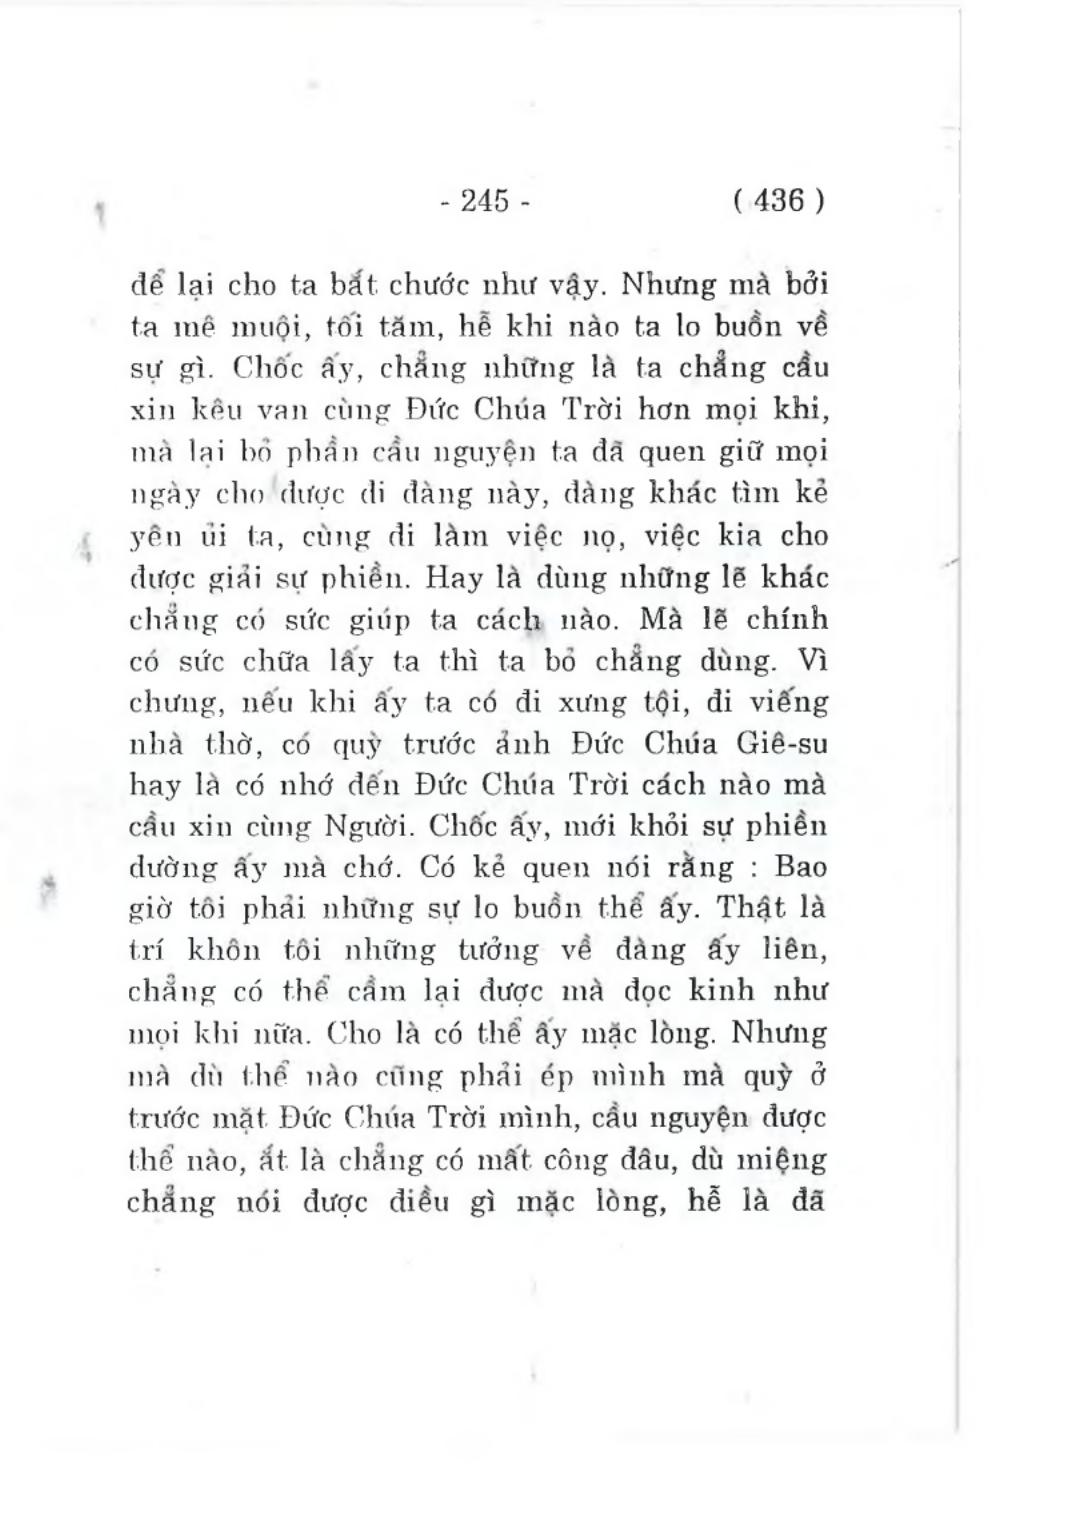 - 245 - ( 436 )
để lại cho ta bắt chước như vậy. Nhưng mà bởi
ta mê muội, tối tăm, hễ khi nào ta lo buồn về
sự gì. Chốc ấy, chẳng những là ta chẳng cầu
xin kêu van cùng Đức Chúa Trời hơn mọi khi,
mà lại bỏ phần cầu nguyện ta đã quen giữ mọi
ngày cho được đi đàng này, đàng khác tìm kẻ
yên ủi ta, cùng đi làm việc nọ, việc kia cho
được giải sự phiền. Hay là dùng những lẽ khác
chẳng có sức giúp ta cách nào. Mà lẽ chính
có sức chữa lấy ta thì ta bỏ chẳng dùng. Vì
chưng, nếu khi ấy ta có đi xưng tội, đi viếng
nhà thờ, có quỳ trước ảnh Đức Chúa Giê-su
hay là có nhớ đến Đức Chúa Trời cách nào mà
cầu xin cùng Người. Chốc ấy, mới khỏi sự phiền
dường ấy mà chớ. Có kẻ quen nói rằng : Bao
giờ tôi phải những sự lo buồn thể ấy. Thật là
trí khôn tôi những tưởng về đàng ấy liên,
chẳng có thể cầm lại được mà đọc kinh như
mọi khi nữa. Cho là có thể ấy mặc lòng. Nhưng
mà dù thể nào cũng phải ép mình mà quỳ ở
trước mặt Đức Chúa Trời mình, cầu nguyện được
thể nào, ắt là chẳng có mất công đâu, dù miệng
chẳng nói được điều gì mặc lòng, hễ là đã